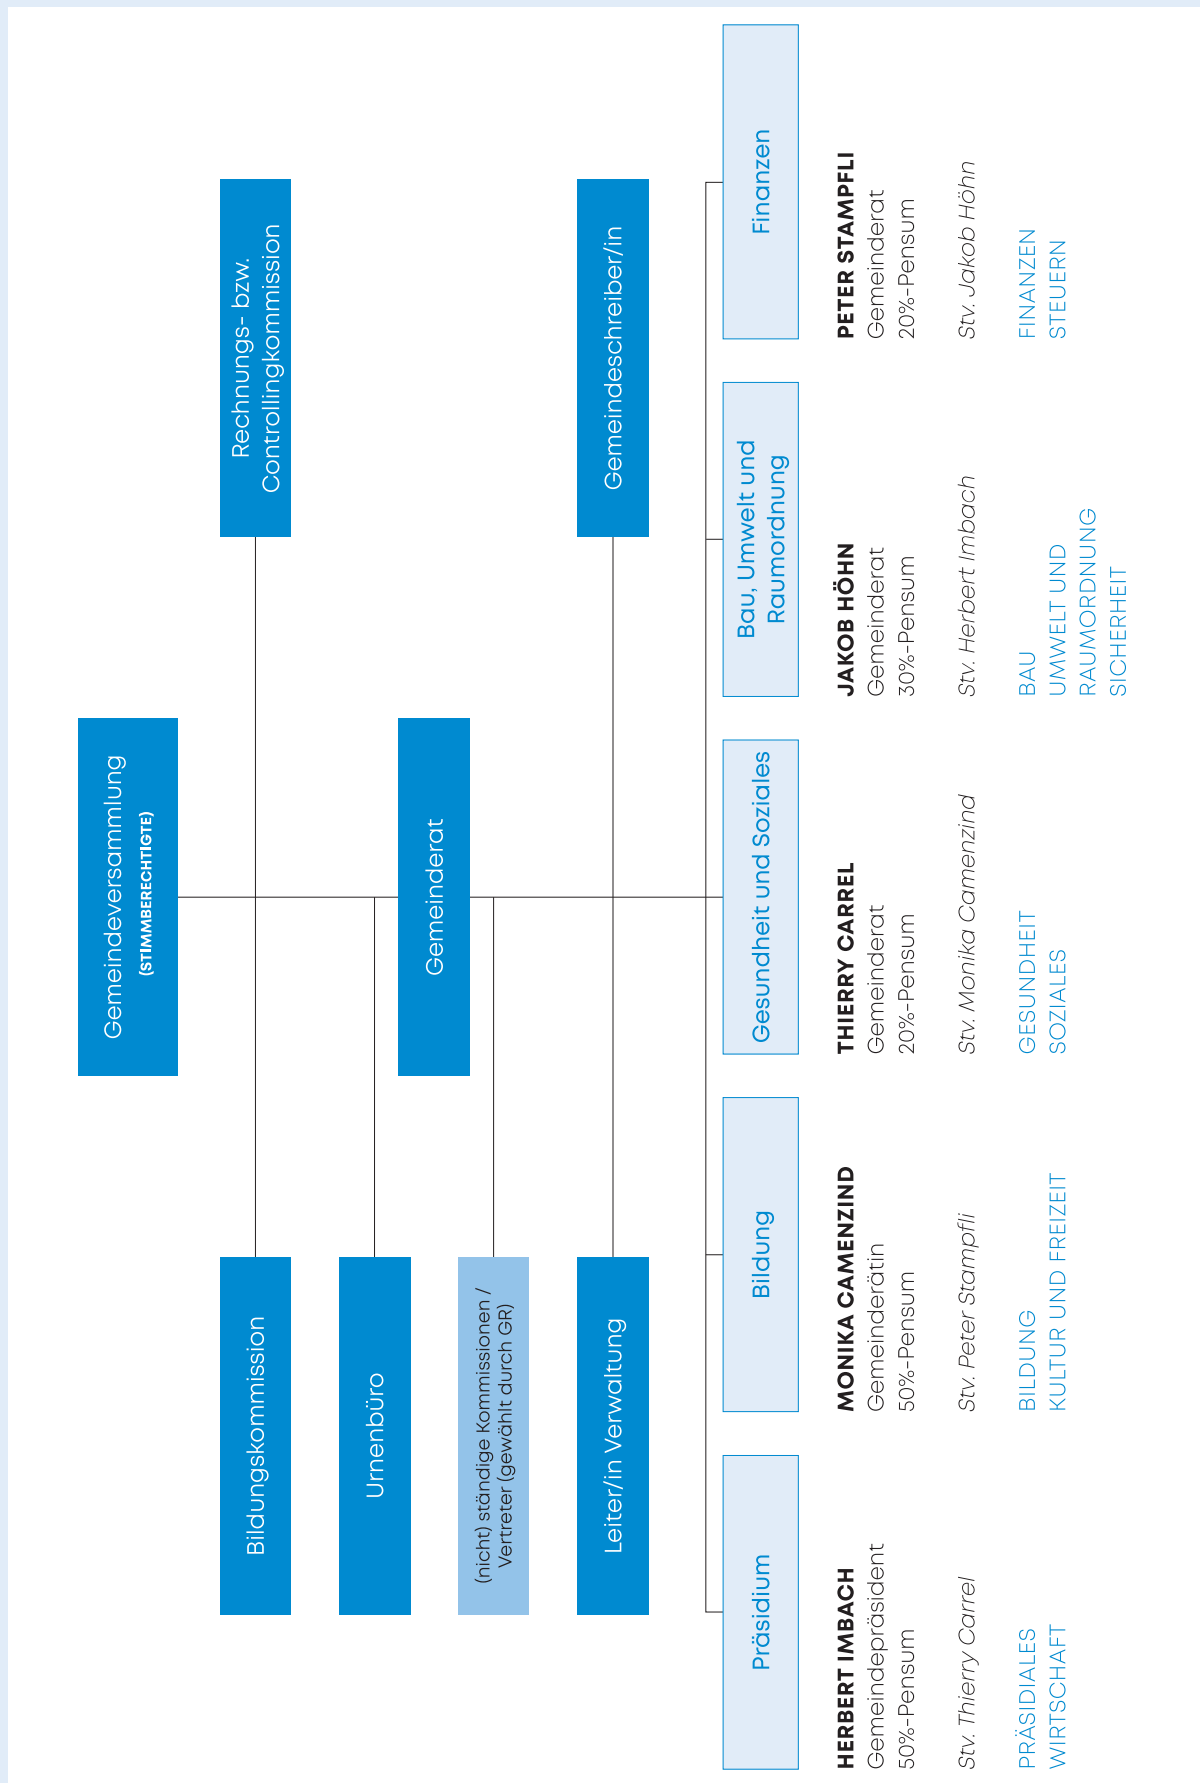 Gemeindeversammlung
(STIMMBERECHTIGTE)
Bildungskommission
Rechnungs- bzw.
Controllingkommission
Urnenbüro
Gemeinderat
(nicht) ständige Kommissionen /
Vertreter (gewählt durch GR)
Leiter/in Verwaltung
Gemeindeschreiber/in
Präsidium
HERBERT IMBACH
Gemeindepräsident
50%-Pensum
Stv. Thierry Carrel
PRÄSIDIALES
WIRTSCHAFT
Bildung
MONIKA CAMENZIND
Gemeinderätin
50%-Pensum
Stv. Peter Stampfli
BILDUNG
KULTUR UND FREIZEIT
Gesundheit und Soziales
THIERRY CARREL
Gemeinderat
20%-Pensum
Stv. Monika Camenzind
GESUNDHEIT
SOZIALES
Bau, Umwelt und
Raumordnung
JAKOB HÖHN
Gemeinderat
30%-Pensum
Stv. Herbert Imbach
BAU
UMWELT UND
RAUMORDNUNG
SICHERHEIT
Finanzen
PETER STAMPFLI
Gemeinderat
20%-Pensum
Stv. Jakob Höhn
FINANZEN
STEUERN